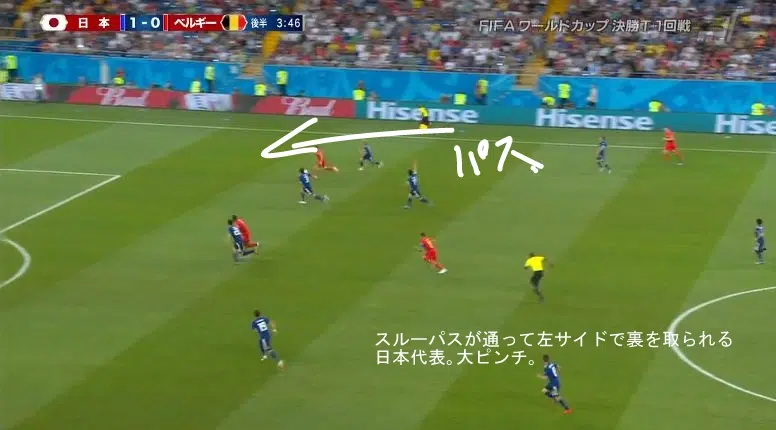 日本 1-0 ベルギー 後半 3:46
FIFA ワールドカップ 決勝T 1回戦
Bud
Bud
Hisense
Hisense
Hise
パス
スルーパスが通って左サイドで裏を取られる
日本代表。大ピンチ。